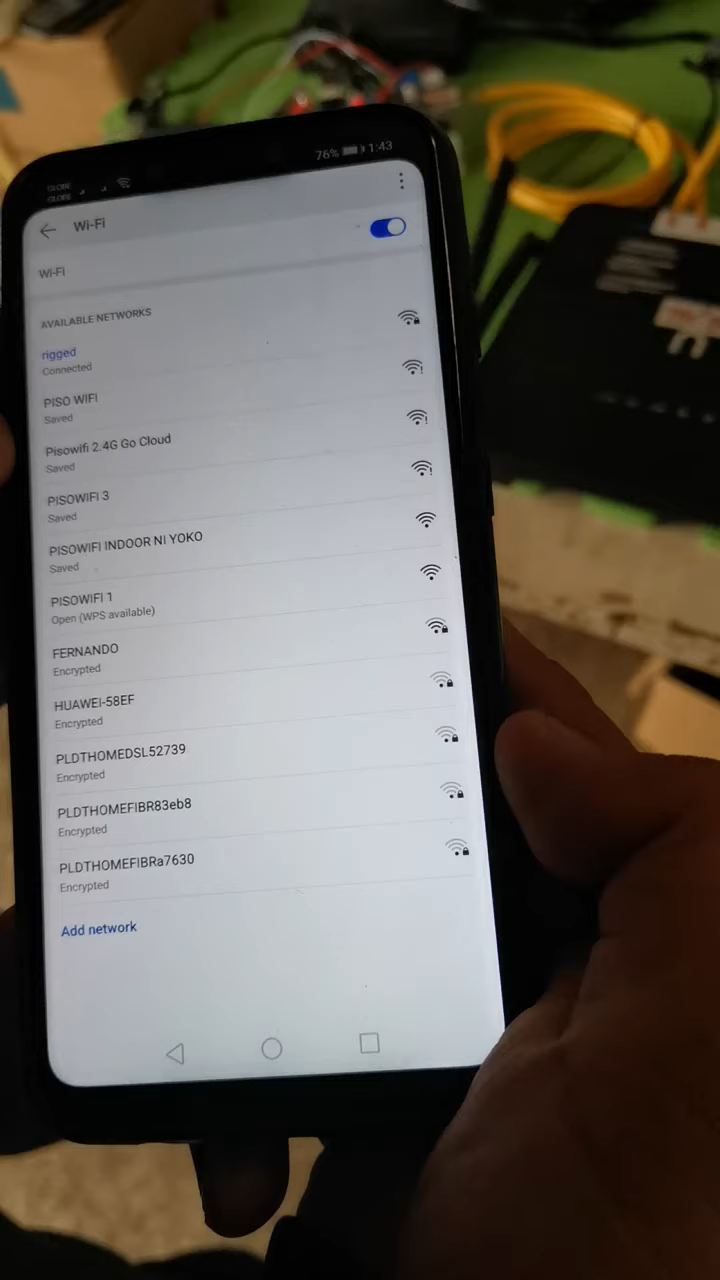 GLOBE
GLOBE
76% 1:43
Wi-Fi
Wi-Fi
AVAILABLE NETWORKS
rigged
Connected
PISO WIFI
Saved
Pisowifi 2.4G Go Cloud
Saved
PISOWIFI 3
Saved
PISOWIFI INDOOR NI YOKO
Saved
PISOWIFI 1
Open (WPS available)
FERNANDO
Encrypted
HUAWEI-58EF
Encrypted
PLDTHOMEDSL52739
Encrypted
PLDTHOMEFIBR83eb8
Encrypted
PLDTHOMEFIBRa7630
Encrypted
Add network